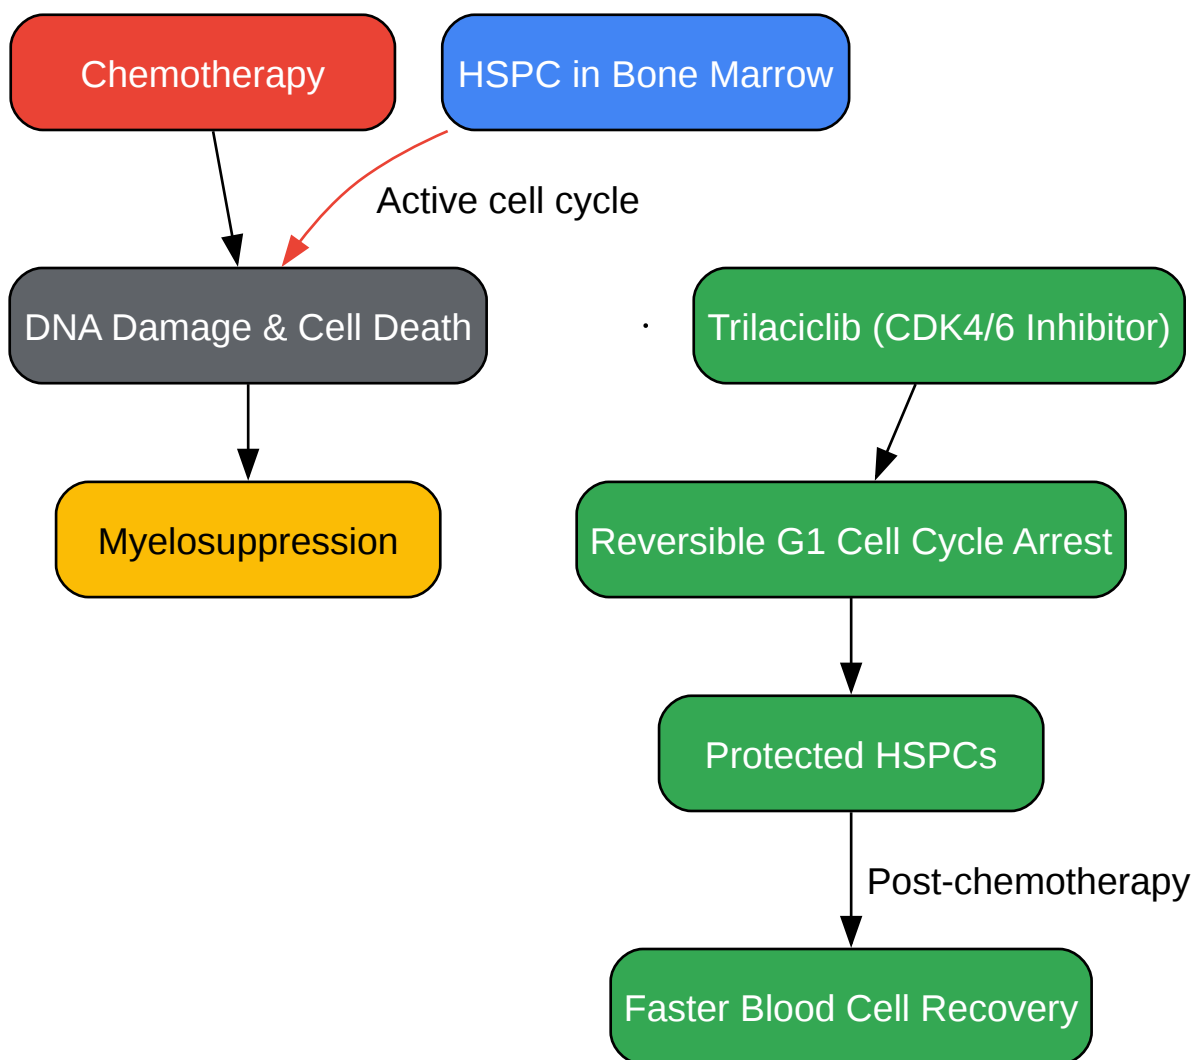 Chemotherapy
HSPC in Bone Marrow
Active cell cycle
DNA Damage & Cell Death
Trilaciclib (CDK4/6 Inhibitor)
Myelosuppression
Reversible G1 Cell Cycle Arrest
Protected HSPCs
Post-chemotherapy
Faster Blood Cell Recovery